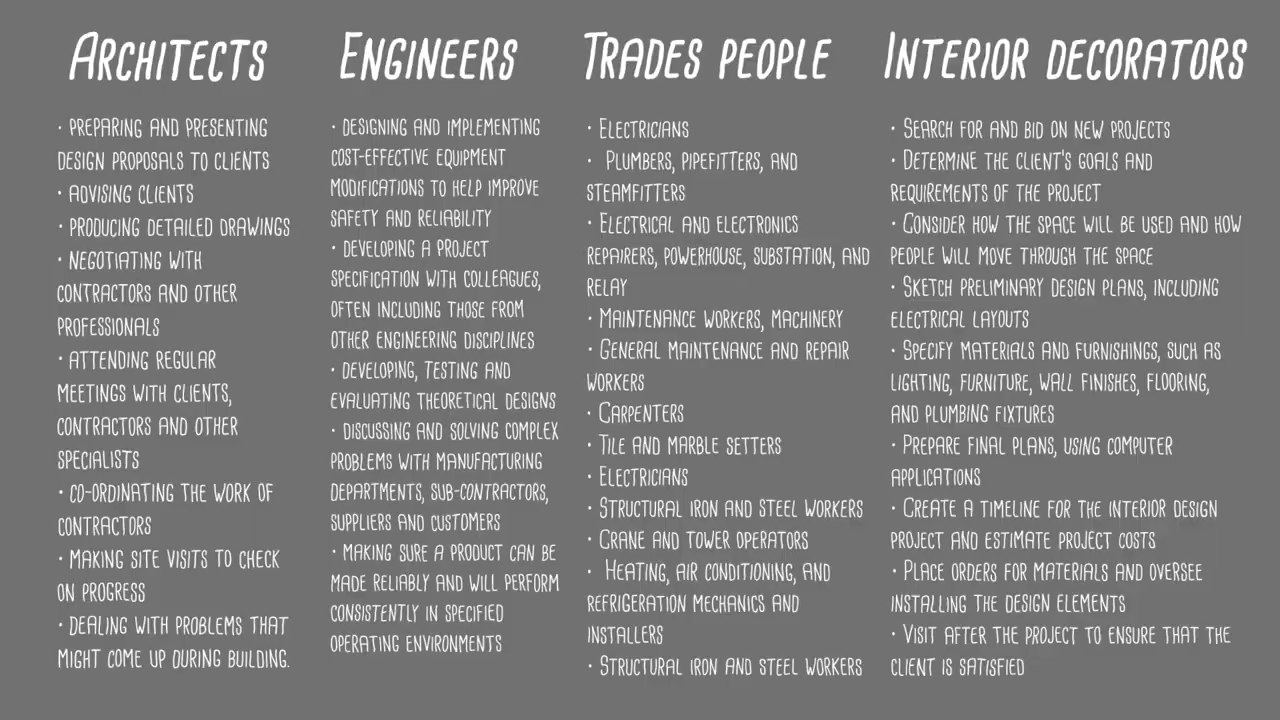 Architects
• preparing and presenting
design proposals to clients
• advising clients
• producing detailed drawings
• negotiating with
contractors and other
professionals
• attending regular
meetings with clients,
contractors and other
specialists
• co-ordinating the work of
contractors
• making site visits to check
on progress
• dealing with problems that
might come up during building.
Engineers
• designing and implementing
cost-effective equipment
modifications to help improve
safety and reliability
• developing a project
specification with colleagues,
often including those from
other engineering disciplines
• developing, testing and
evaluating theoretical designs
• discussing and solving complex
problems with manufacturing
departments, sub-contractors,
suppliers and customers
• making sure a product can be
made reliably and will perform
consistently in specified
operating environments
Trades people
• Electricians
• Plumbers, pipefitters, and
steamfitters
• Electrical and electronics
repairers, powerhouse, substation, and
relay
• Maintenance workers, machinery
• General maintenance and repair
workers
• Carpenters
• Tile and marble setters
• Electricians
• Structural iron and steel workers
• Crane and tower operators
• Heating, air conditioning, and
refrigeration mechanics and
installers
• Structural iron and steel workers
Interior decorators
• Search for and bid on new projects
• Determine the client's goals and
requirements of the project
• Consider how the space will be used and how
people will move through the space
• Sketch preliminary design plans, including
electrical layouts
• Specify materials and furnishings, such as
lighting, furniture, wall finishes, flooring,
and plumbing fixtures
• Prepare final plans, using computer
applications
• Create a timeline for the interior design
project and estimate project costs
• Place orders for materials and oversee
installing the design elements
• Visit after the project to ensure that the
client is satisfied